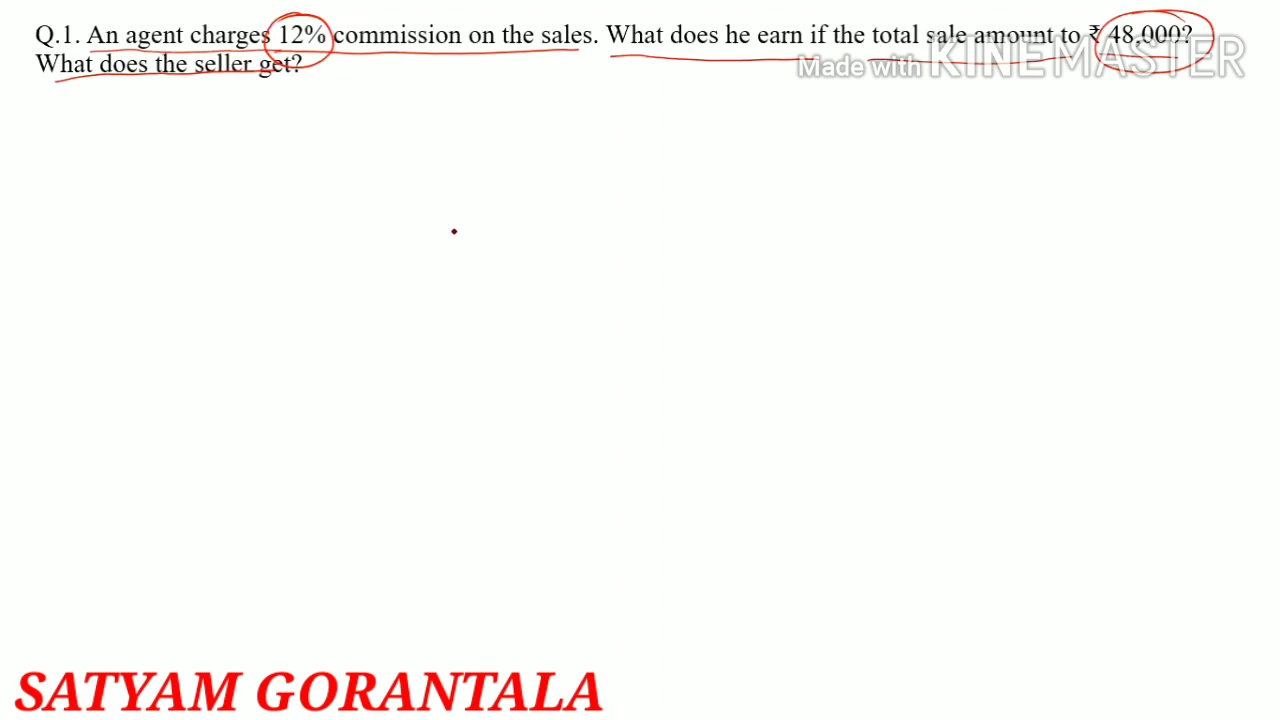 Q.1. An agent charges 12% commission on the sales. What does he earn if the total sale amount to ₹ 48,000?
What does the seller get?
Made with KINEMASTER
SATYAM GORANTALA